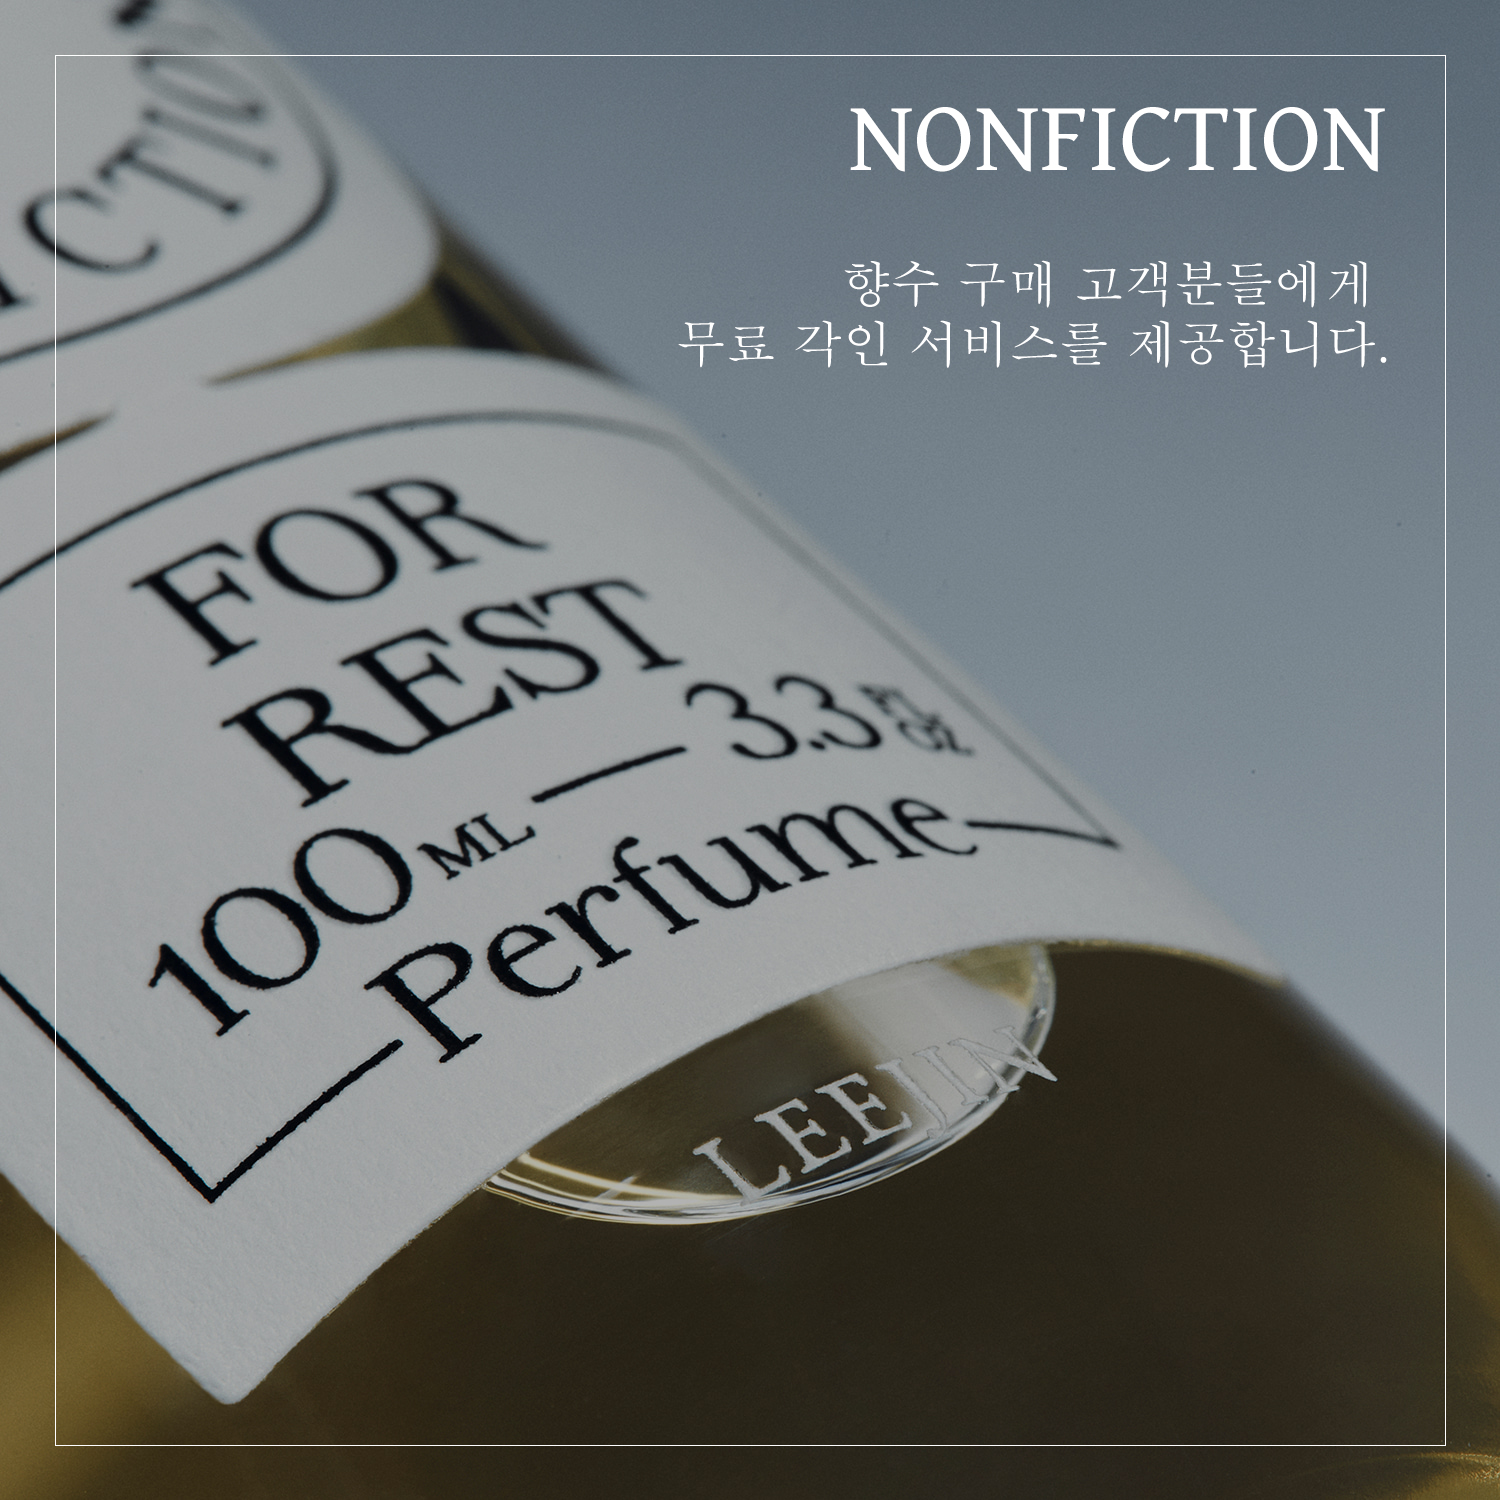 NONFICTION
향수 구매 고객분들에게
무료 각인 서비스를 제공합니다.
CTION
FOR
REST
100 ML — 3.3 FL OZ.
Perfume
LEEJIN